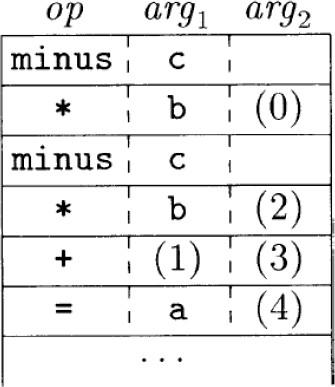 op arg₁ arg₂
minus c
* b (0)
minus c
* b (2)
+ (1) (3)
= a (4)
...